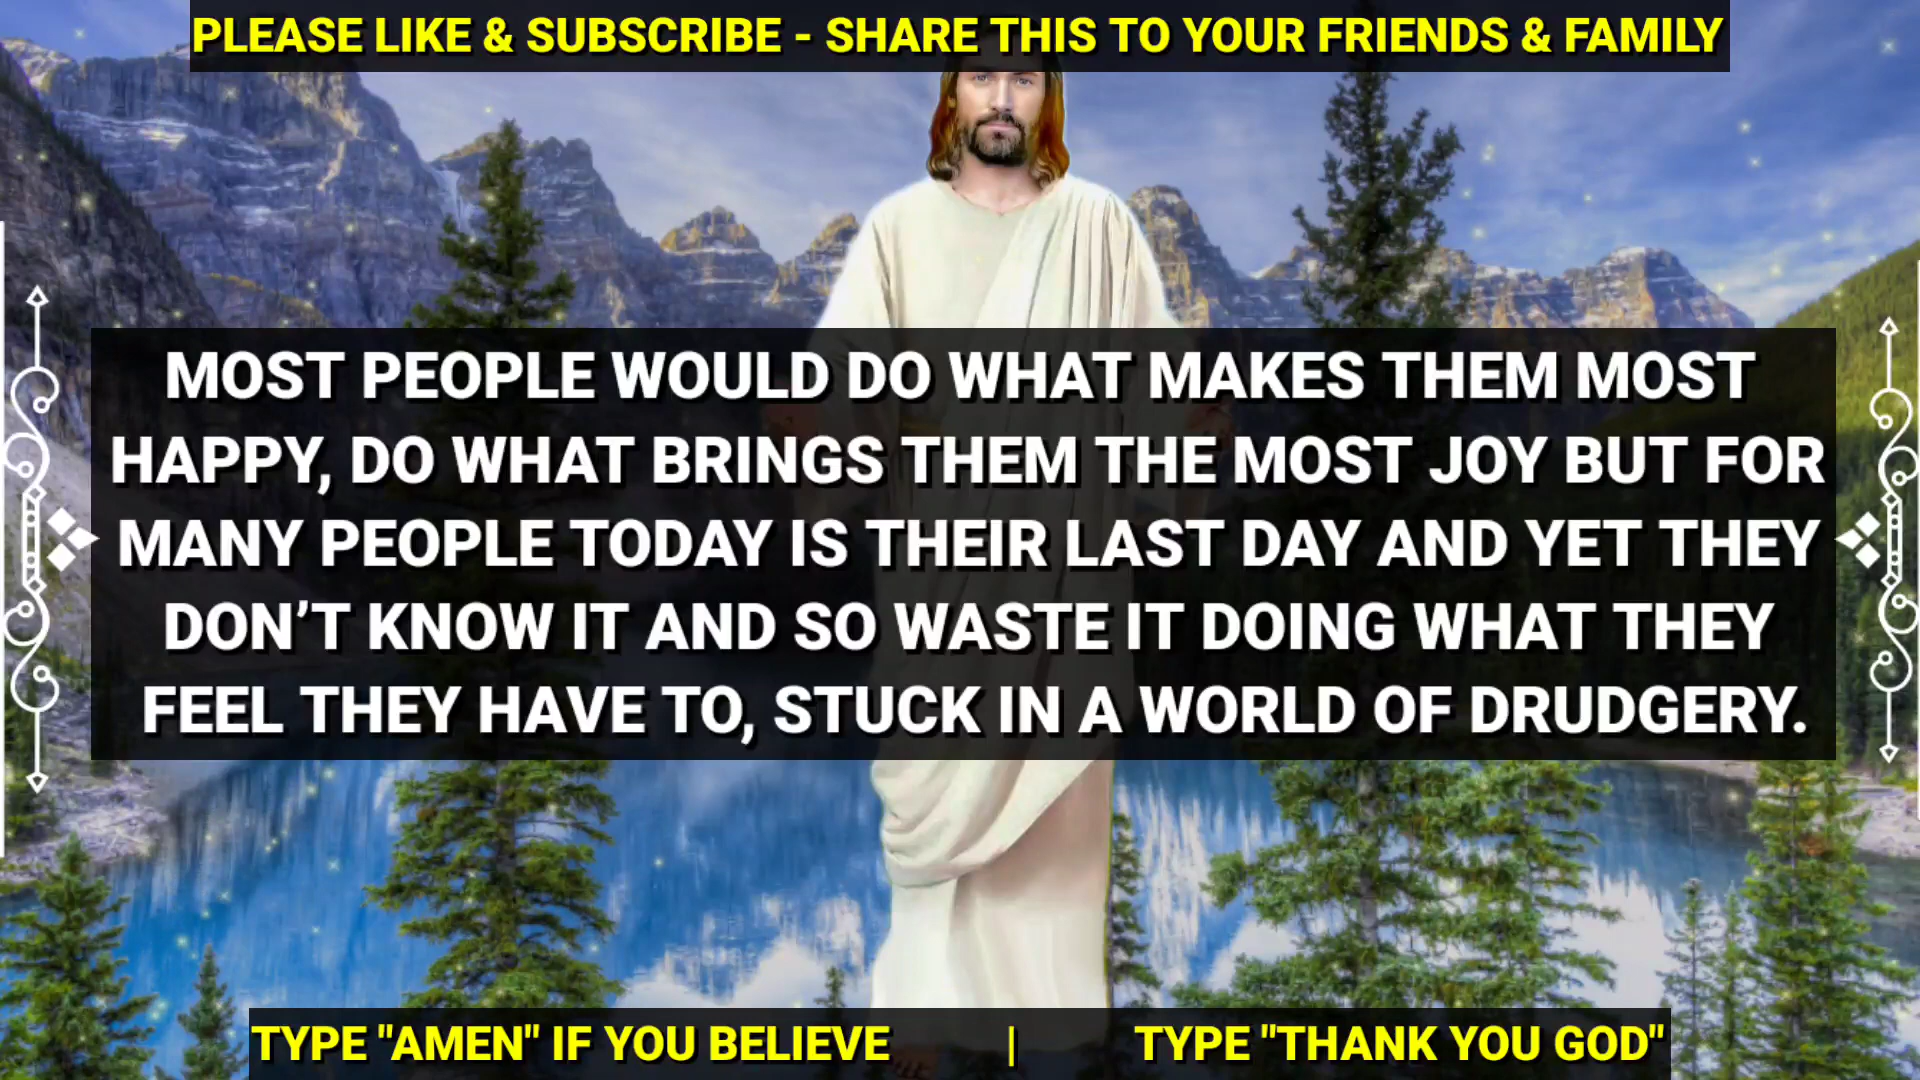 PLEASE LIKE & SUBSCRIBE - SHARE THIS TO YOUR FRIENDS & FAMILY
MOST PEOPLE WOULD DO WHAT MAKES THEM MOST
HAPPY, DO WHAT BRINGS THEM THE MOST JOY BUT FOR
MANY PEOPLE TODAY IS THEIR LAST DAY AND YET THEY
DON’T KNOW IT AND SO WASTE IT DOING WHAT THEY
FEEL THEY HAVE TO, STUCK IN A WORLD OF DRUDGERY.
TYPE "AMEN" IF YOU BELIEVE | TYPE "THANK YOU GOD"